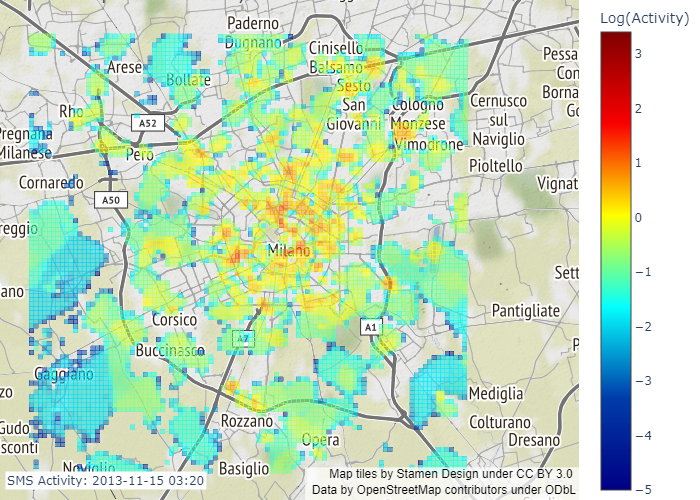 Log(Activity)
Paderno
Dugnano
Cinisello
Balsamo
Arese
Bollate
Sesto
San
Giovanni
Cologno
Monzese
Cernusco
sul
Naviglio
Pessa
Con
Borna
Go
Rho
A52
Pregnana
Milanese
Pero
Vimodrone
Pioltello
Cornaredo
A50
Vignat
reggio
Milano
Sett
ano
Pantigliate
Corsico
A7
A1
Buccinasco
P
Gaggiano
zo
Mediglia
Gudo
sconti
Rozzano
Colturano
Dresano
Opera
Noviglio
Basiglio
SMS Activity: 2013-11-15 03:20
Map tiles by Stamen Design under CC BY 3.0
Data by OpenStreetMap contributors under ODbL
3
2
1
0
−1
−2
−3
−4
−5